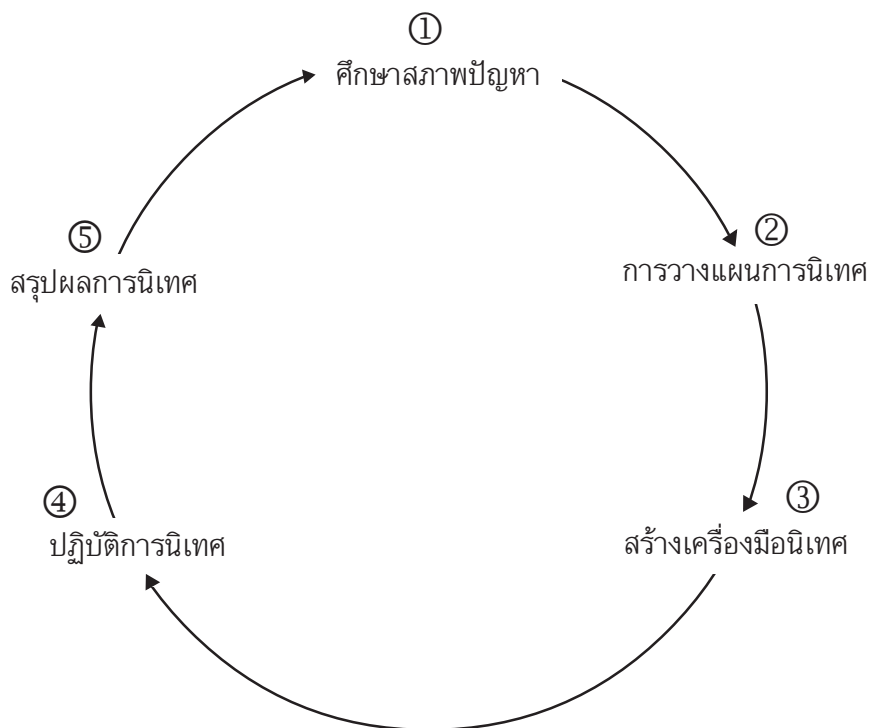 ①
ศึกษาสภาพปัญหา
②
การวางแผนการนิเทศ
③
สร้างเครื่องมือนิเทศ
④
ปฏิบัติการนิเทศ
⑤
สรุปผลการนิเทศ